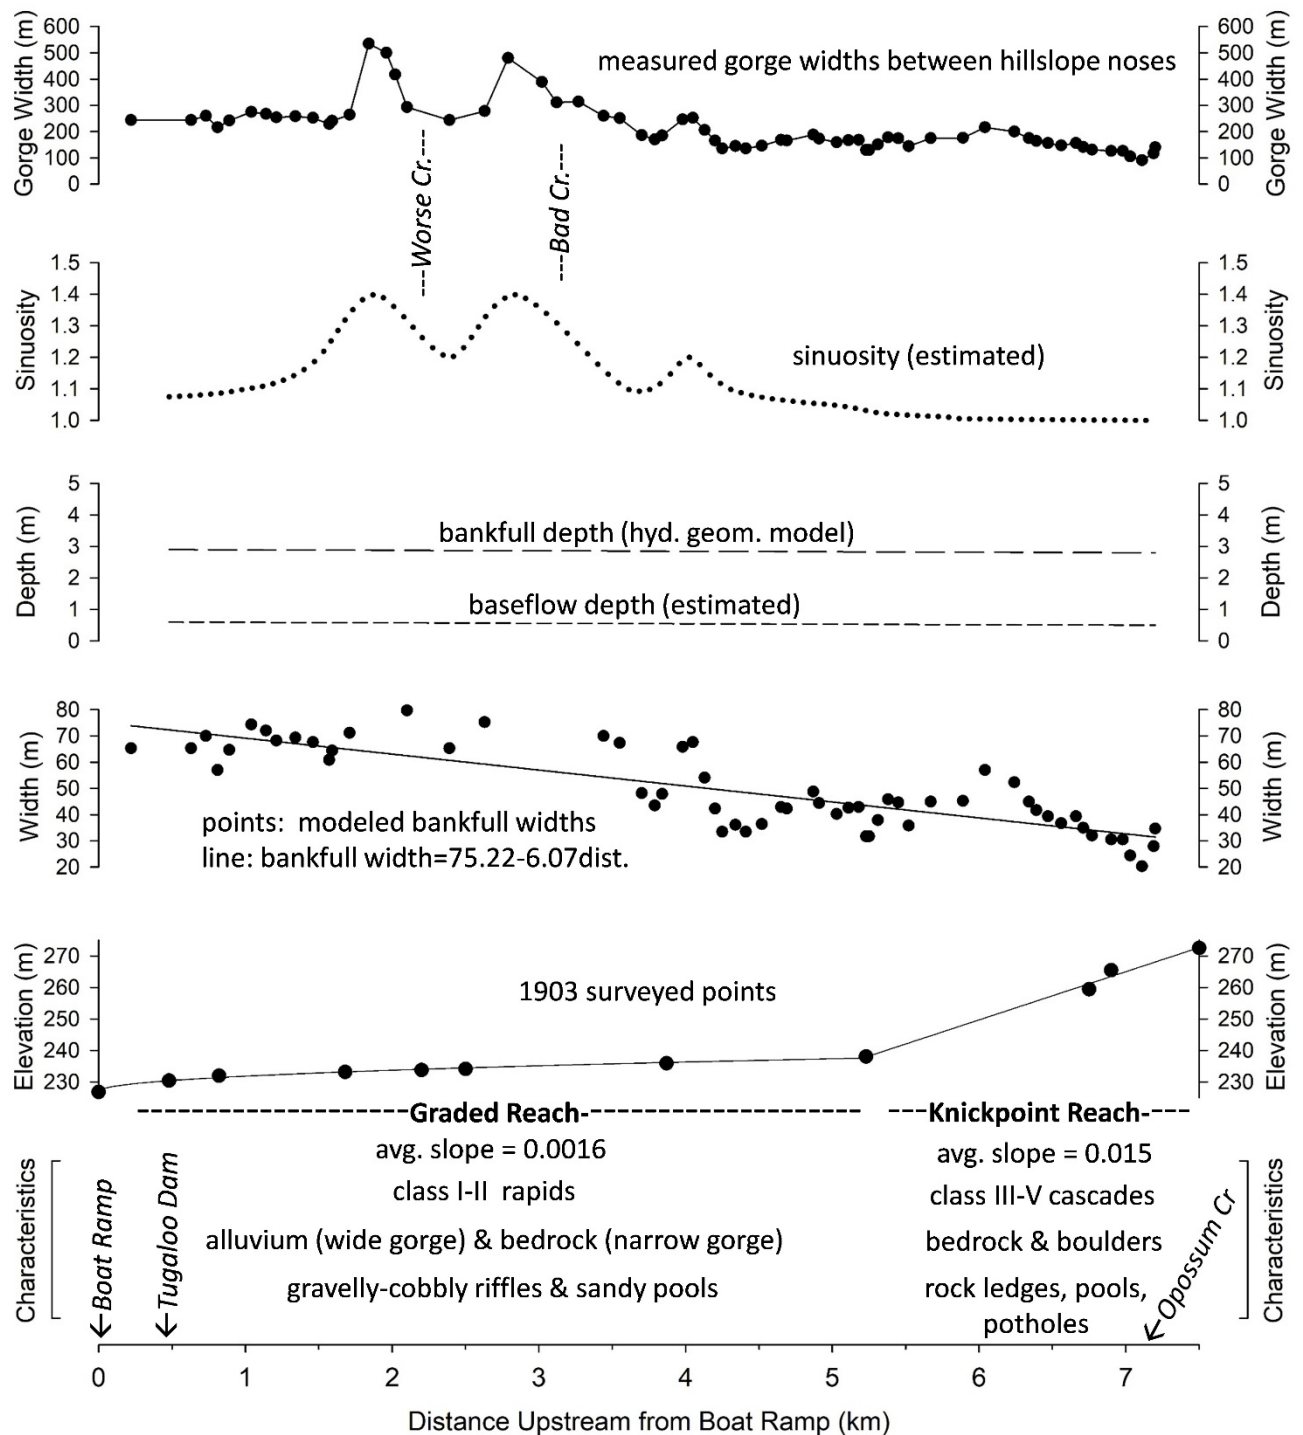 Gorge Width (m)
600
500
400
300
200
100
0
measured gorge widths between hillslope noses
600
500
400
300
200
100
0
Gorge Width (m)
Worse Cr.
Bad Cr.
Sinuosity
1.5
1.4
1.3
1.2
1.1
1.0
sinuosity (estimated)
1.5
1.4
1.3
1.2
1.1
1.0
Sinuosity
Depth (m)
5
4
3
2
1
0
bankfull depth (hyd. geom. model)
baseflow depth (estimated)
5
4
3
2
1
0
Depth (m)
Width (m)
80
70
60
50
40
30
20
points: modeled bankfull widths
line: bankfull width=75.22-6.07dist.
80
70
60
50
40
30
20
Width (m)
Elevation (m)
270
260
250
240
230
1903 surveyed points
270
260
250
240
230
Elevation (m)
Graded Reach
avg. slope = 0.0016
class I-II rapids
alluvium (wide gorge) & bedrock (narrow gorge)
gravelly-cobbly riffles & sandy pools
Knickpoint Reach
avg. slope = 0.015
class III-V cascades
bedrock & boulders
rock ledges, pools,
potholes
Characteristics
Boat Ramp
Tugaloo Dam
Opossum Cr
Characteristics
0 1 2 3 4 5 6 7
Distance Upstream from Boat Ramp (km)